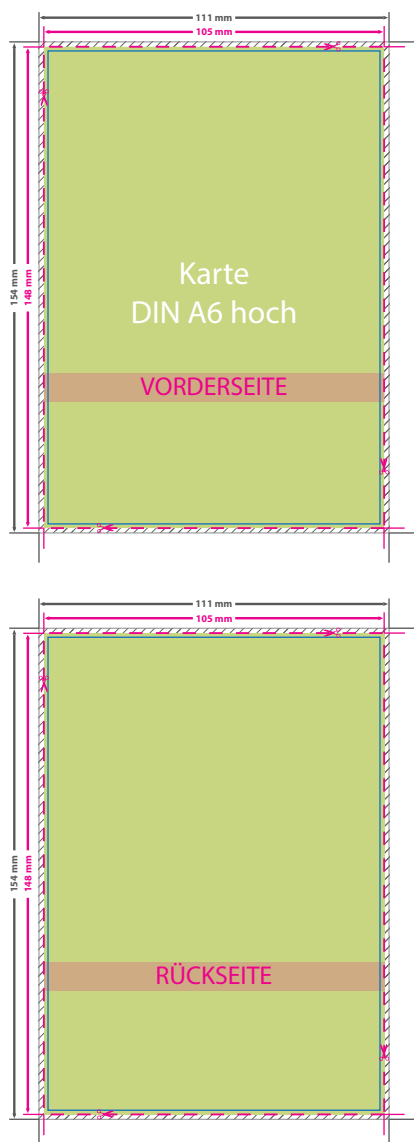 111 mm
105 mm
154 mm
148 mm
Karte
DIN A6 hoch
VORDERSEITE
111 mm
105 mm
154 mm
148 mm
RÜCKSEITE